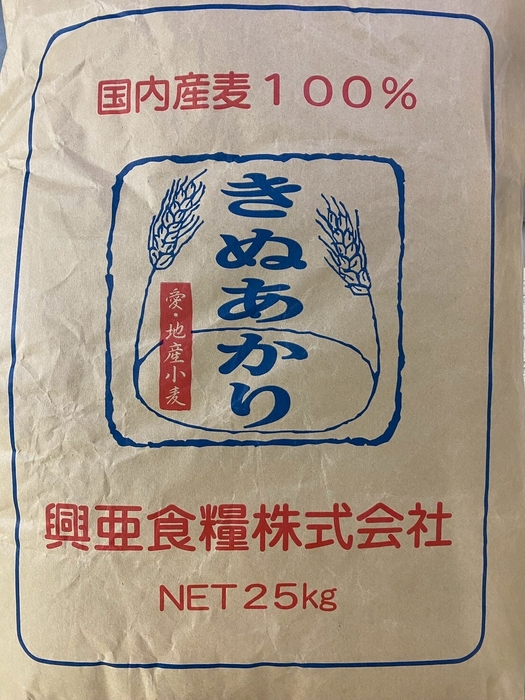 国内産麦１００％
きぬあかり
愛・地産小麦
興亜食糧株式会社
NET25kg